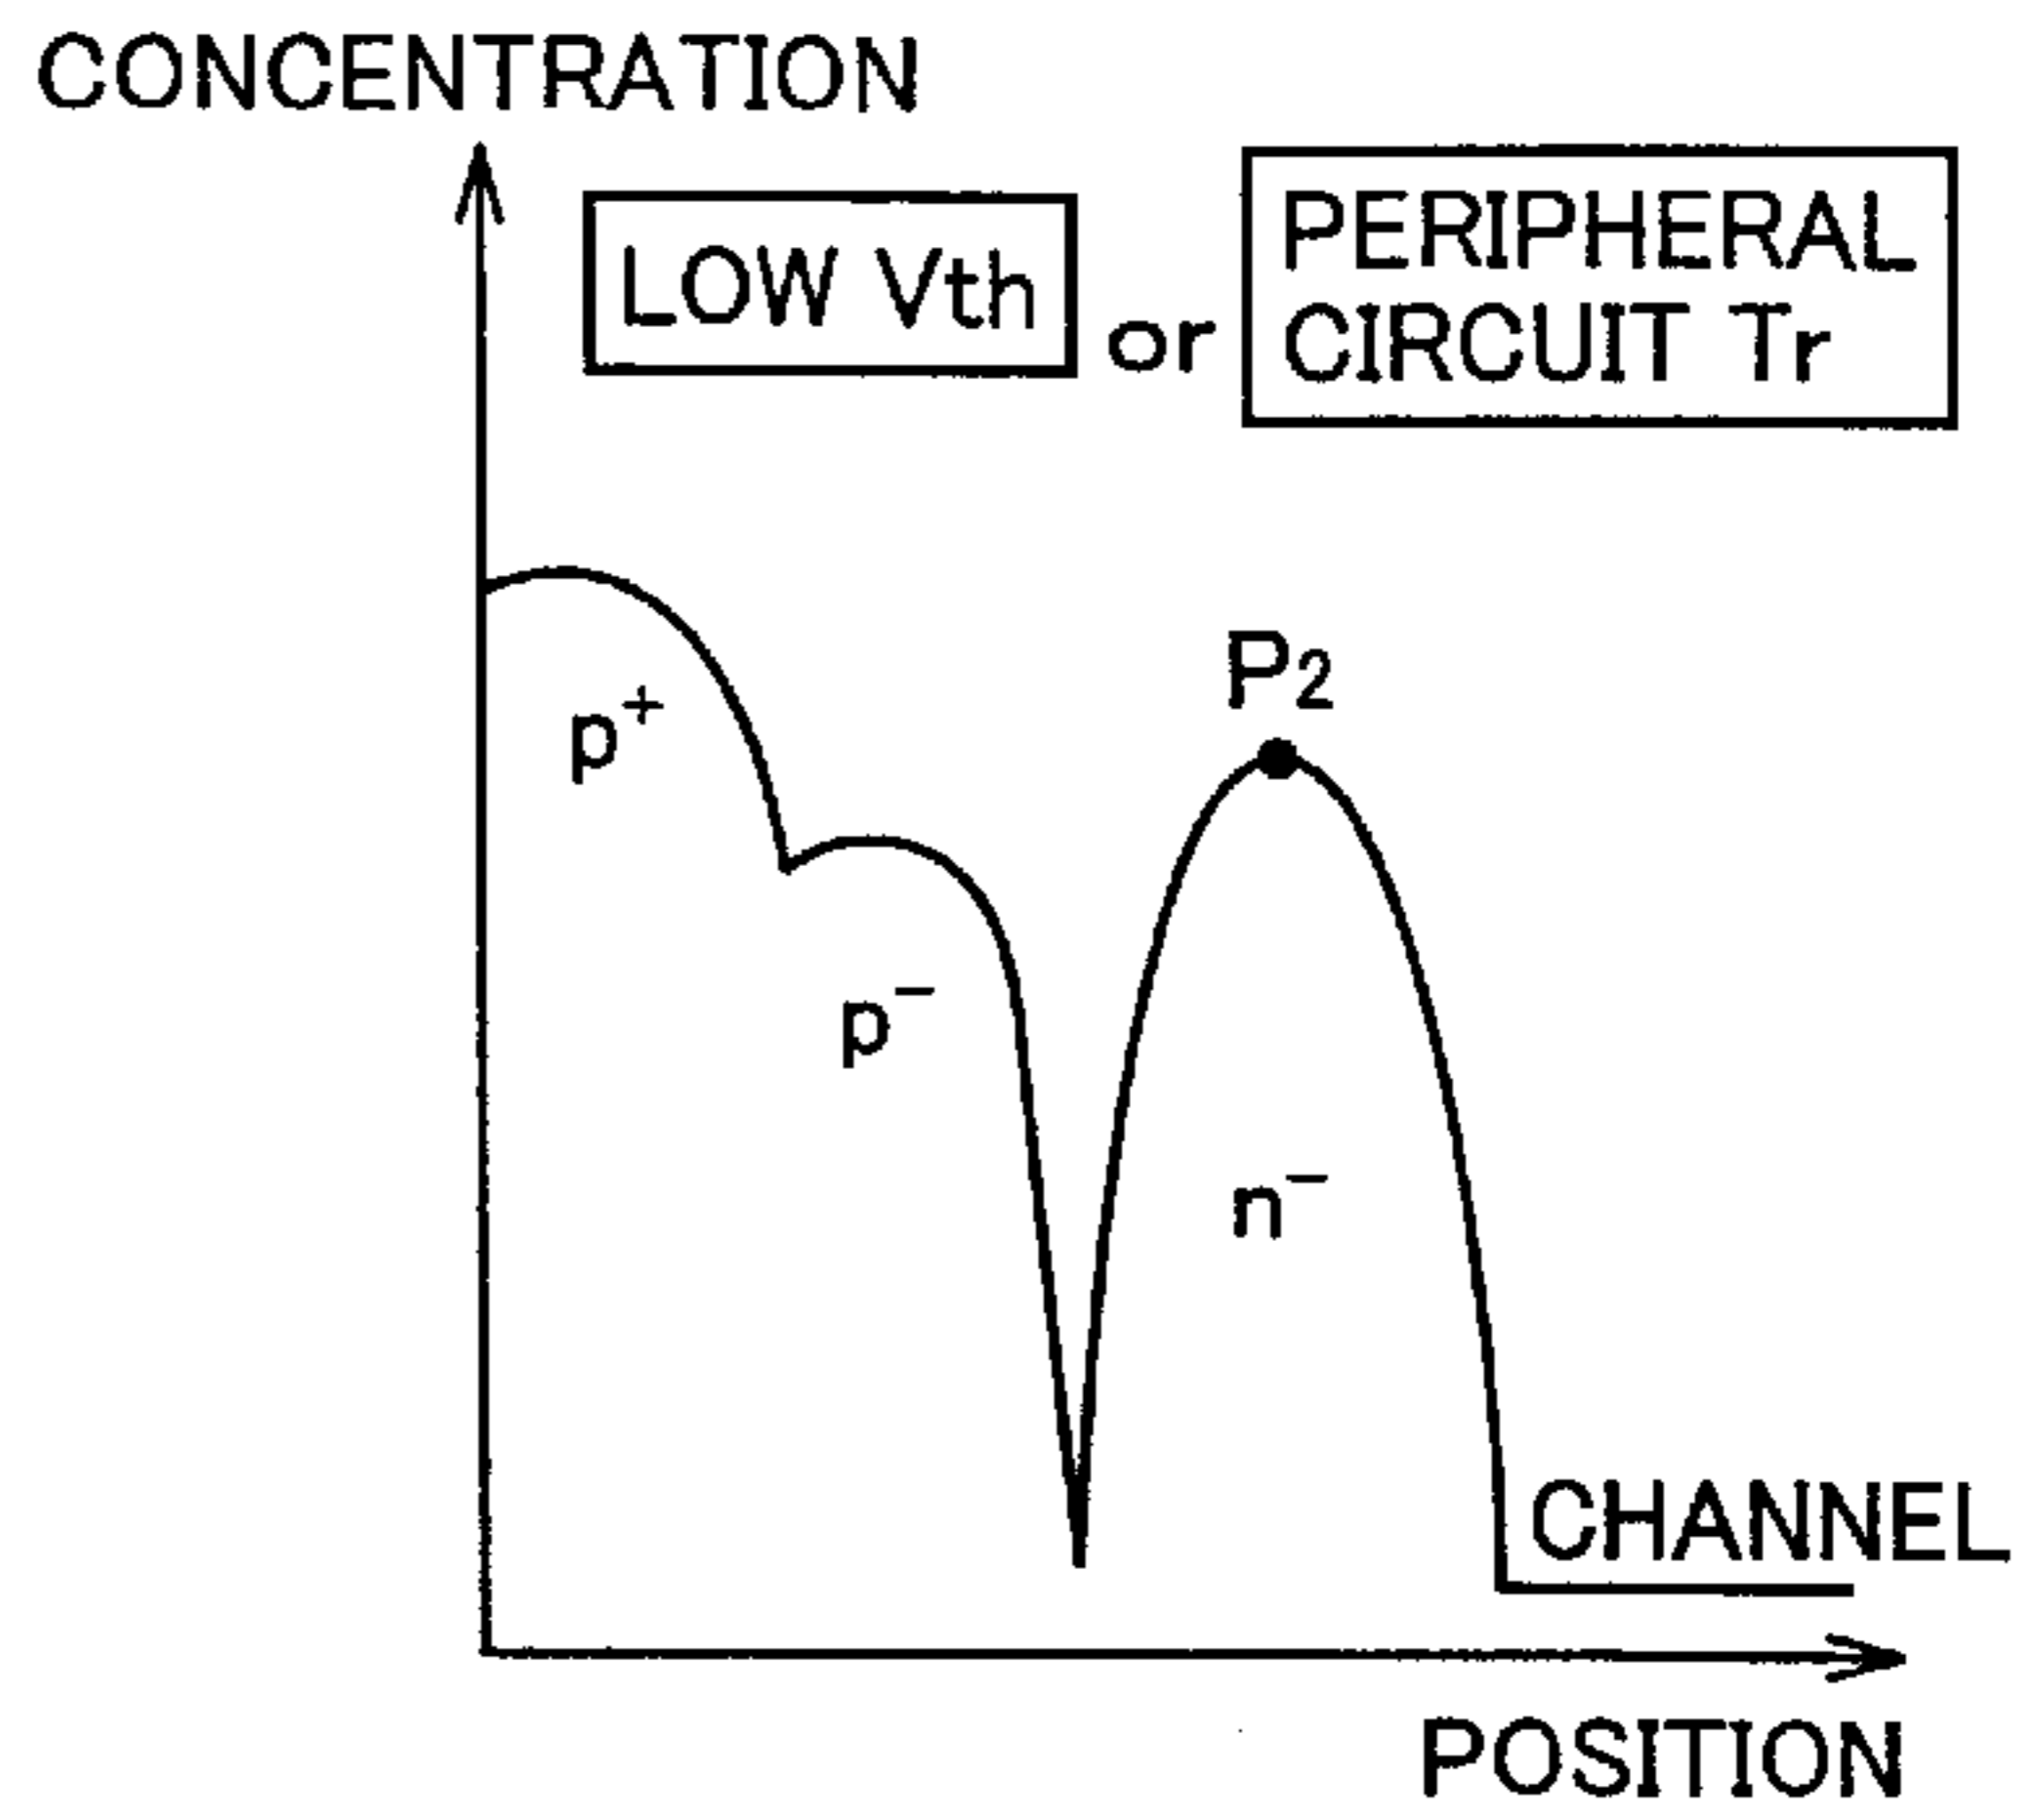 CONCENTRATION
LOW Vth
or
PERIPHERAL
CIRCUIT Tr
p+
P2
p−
n−
CHANNEL
POSITION